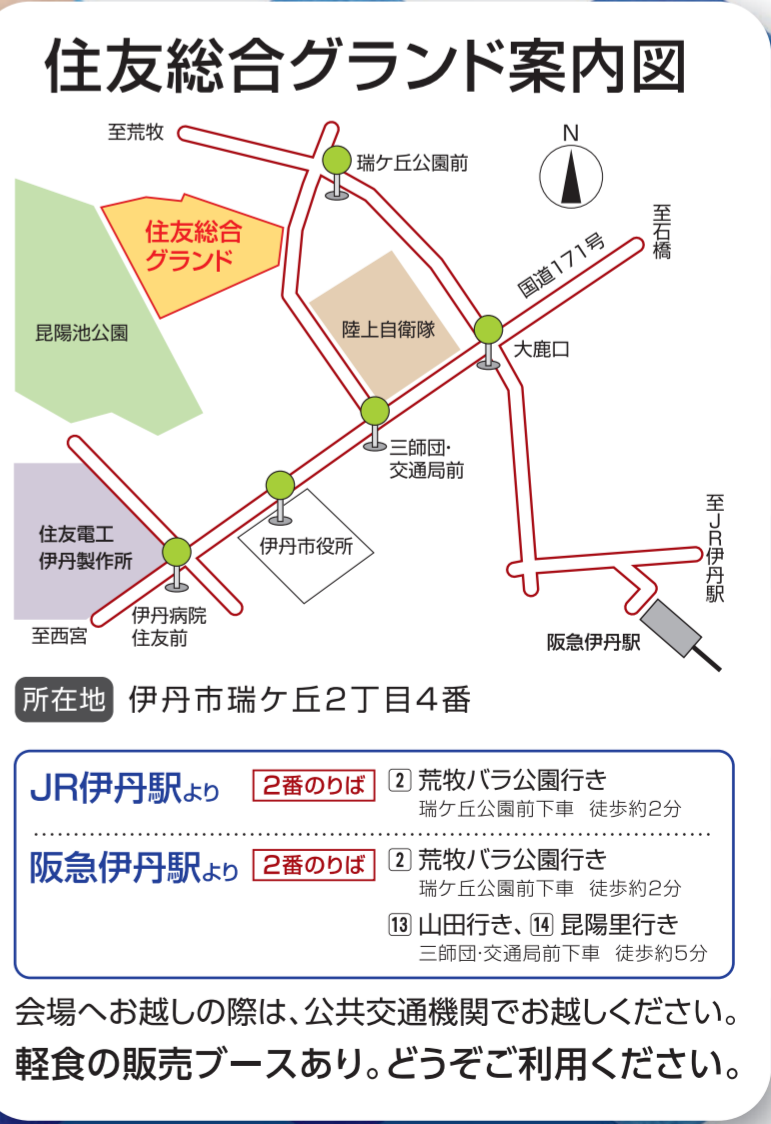 住友総合グランド案内図
至荒牧
瑞ケ丘公園前
N
至石橋
国道171号
住友総合
グランド
昆陽池公園
陸上自衛隊
大鹿口
三師団・
交通局前
伊丹市役所
住友電工
伊丹製作所
至西宮
伊丹病院
住友前
至JR伊丹駅
阪急伊丹駅
所在地 伊丹市瑞ケ丘2丁目4番
JR伊丹駅より 2番のりば 2 荒牧バラ公園行き
瑞ケ丘公園前下車 徒歩約2分
阪急伊丹駅より 2番のりば 2 荒牧バラ公園行き
瑞ケ丘公園前下車 徒歩約2分
13 山田行き、14 昆陽里行き
三師団・交通局前下車 徒歩約5分
会場へお越しの際は、公共交通機関でお越しください。
軽食の販売ブースあり。どうぞご利用ください。